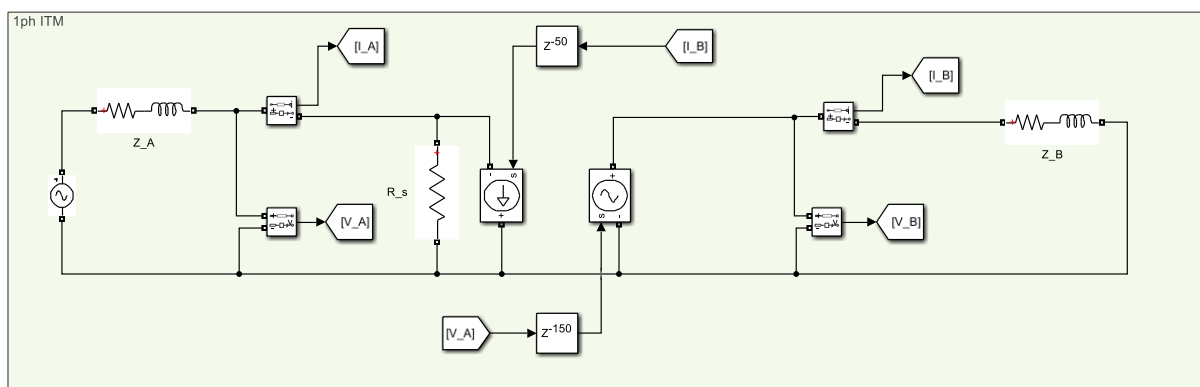 1ph ITM
[I_A]
Z-50
[I_B]
[I_B]
Z_A
Z_B
R_s
- s
+
+
s -
[V_A]
[V_B]
[V_A]
Z-150